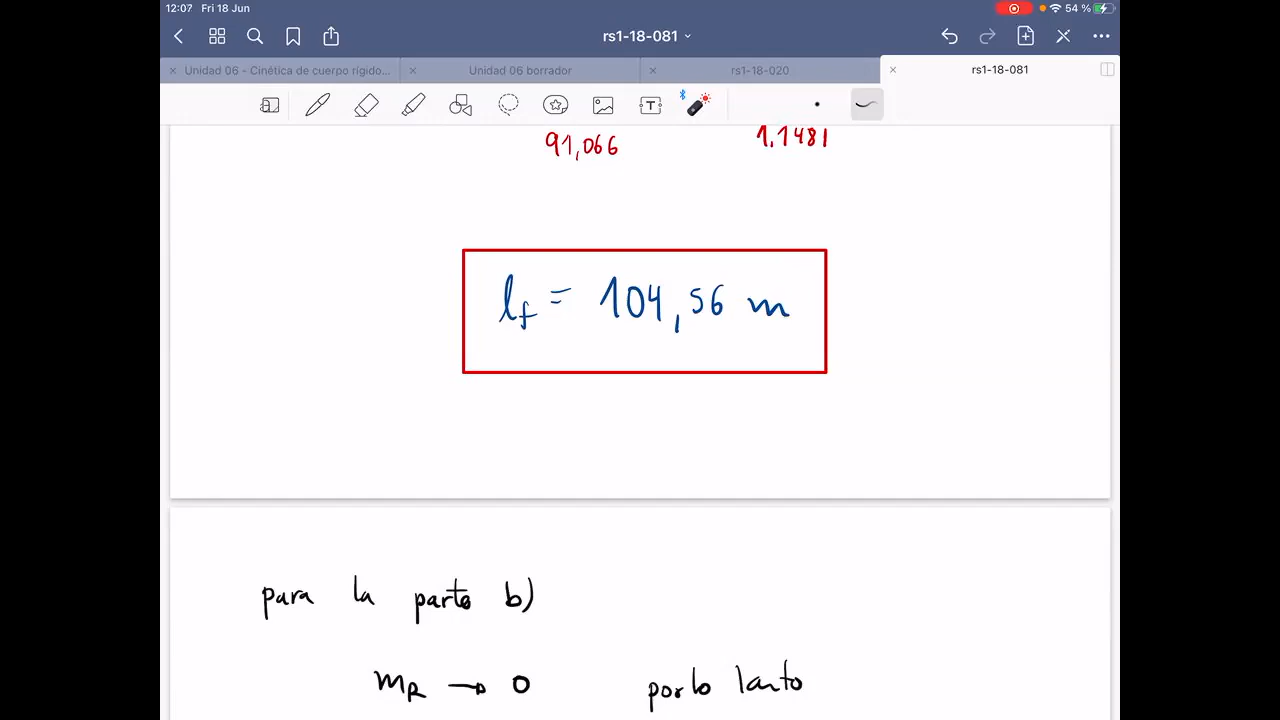 12:07 Fri 18 Jun 54 %
rs1-18-081
Unidad 06 - Cinética de cuerpo rígido... Unidad 06 borrador rs1-18-020 rs1-18-081
91,066 1,1481
lf = 104,56 m
para la parte b)
mR → 0 por lo tanto